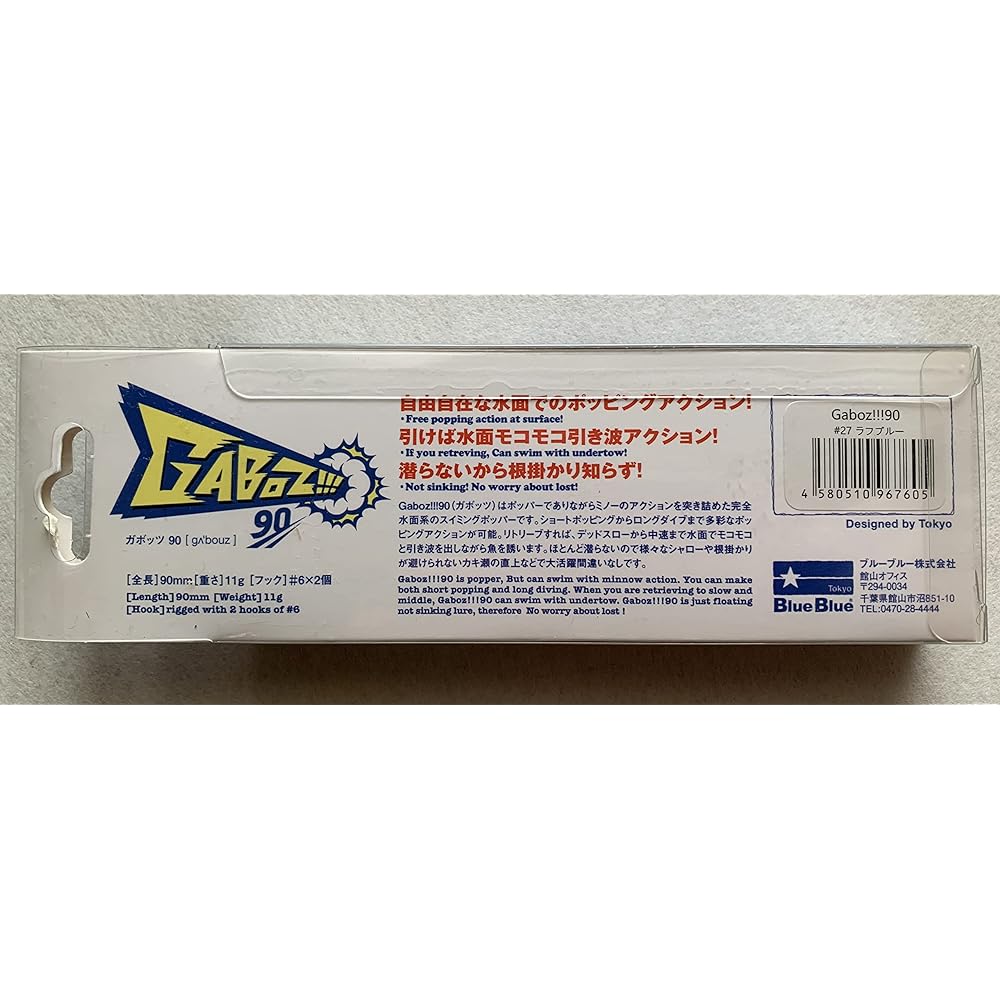 GABOZ!!!
90
ガボッツ 90 [ gʌ'bouz ]
[全長]90mm: [重さ]11g [フック]#6×2個
[Length]90mm [Weight]11g
[Hook]rigged with 2 hooks of #6
自由自在な水面でのポッピングアクション!
・Free popping action at surface!
引けば水面モコモコ引き波アクション!
・If you retreving, Can swim with undertow!
潜らないから根掛かり知らず!
・Not sinking! No worry about lost!
Gaboz!!!90(ガボッツ)はポッパーでありながらミノーのアクションを突き詰めた完全
水面系のスイミングポッパーです。ショートポッピングからロングダイブまで多彩なポッ
ピングアクションが可能。リトリーブすれば、デッドスローから中速まで水面でモコモコ
と引き波を出しながら魚を誘います。ほとんど潜らないので様々なシャローや根掛かり
が避けられないカキ瀬の直上などで大活躍間違いなしです。
Gaboz!!!90 is popper, But can swim with minnow action. You can make
both short popping and long diving. When you are retrieving to slow and
middle, Gaboz!!!90 can swim with undertow. Gaboz!!!90 is just floating
not sinking lure, therefore No worry about lost !
Gaboz!!!90
#27 ラフブルー
4 580510 967605
Designed by Tokyo
Tokyo
BlueBlue®
ブルーブルー株式会社
館山オフィス
〒294-0034
千葉県館山市沼851-10
TEL:0470-28-4444